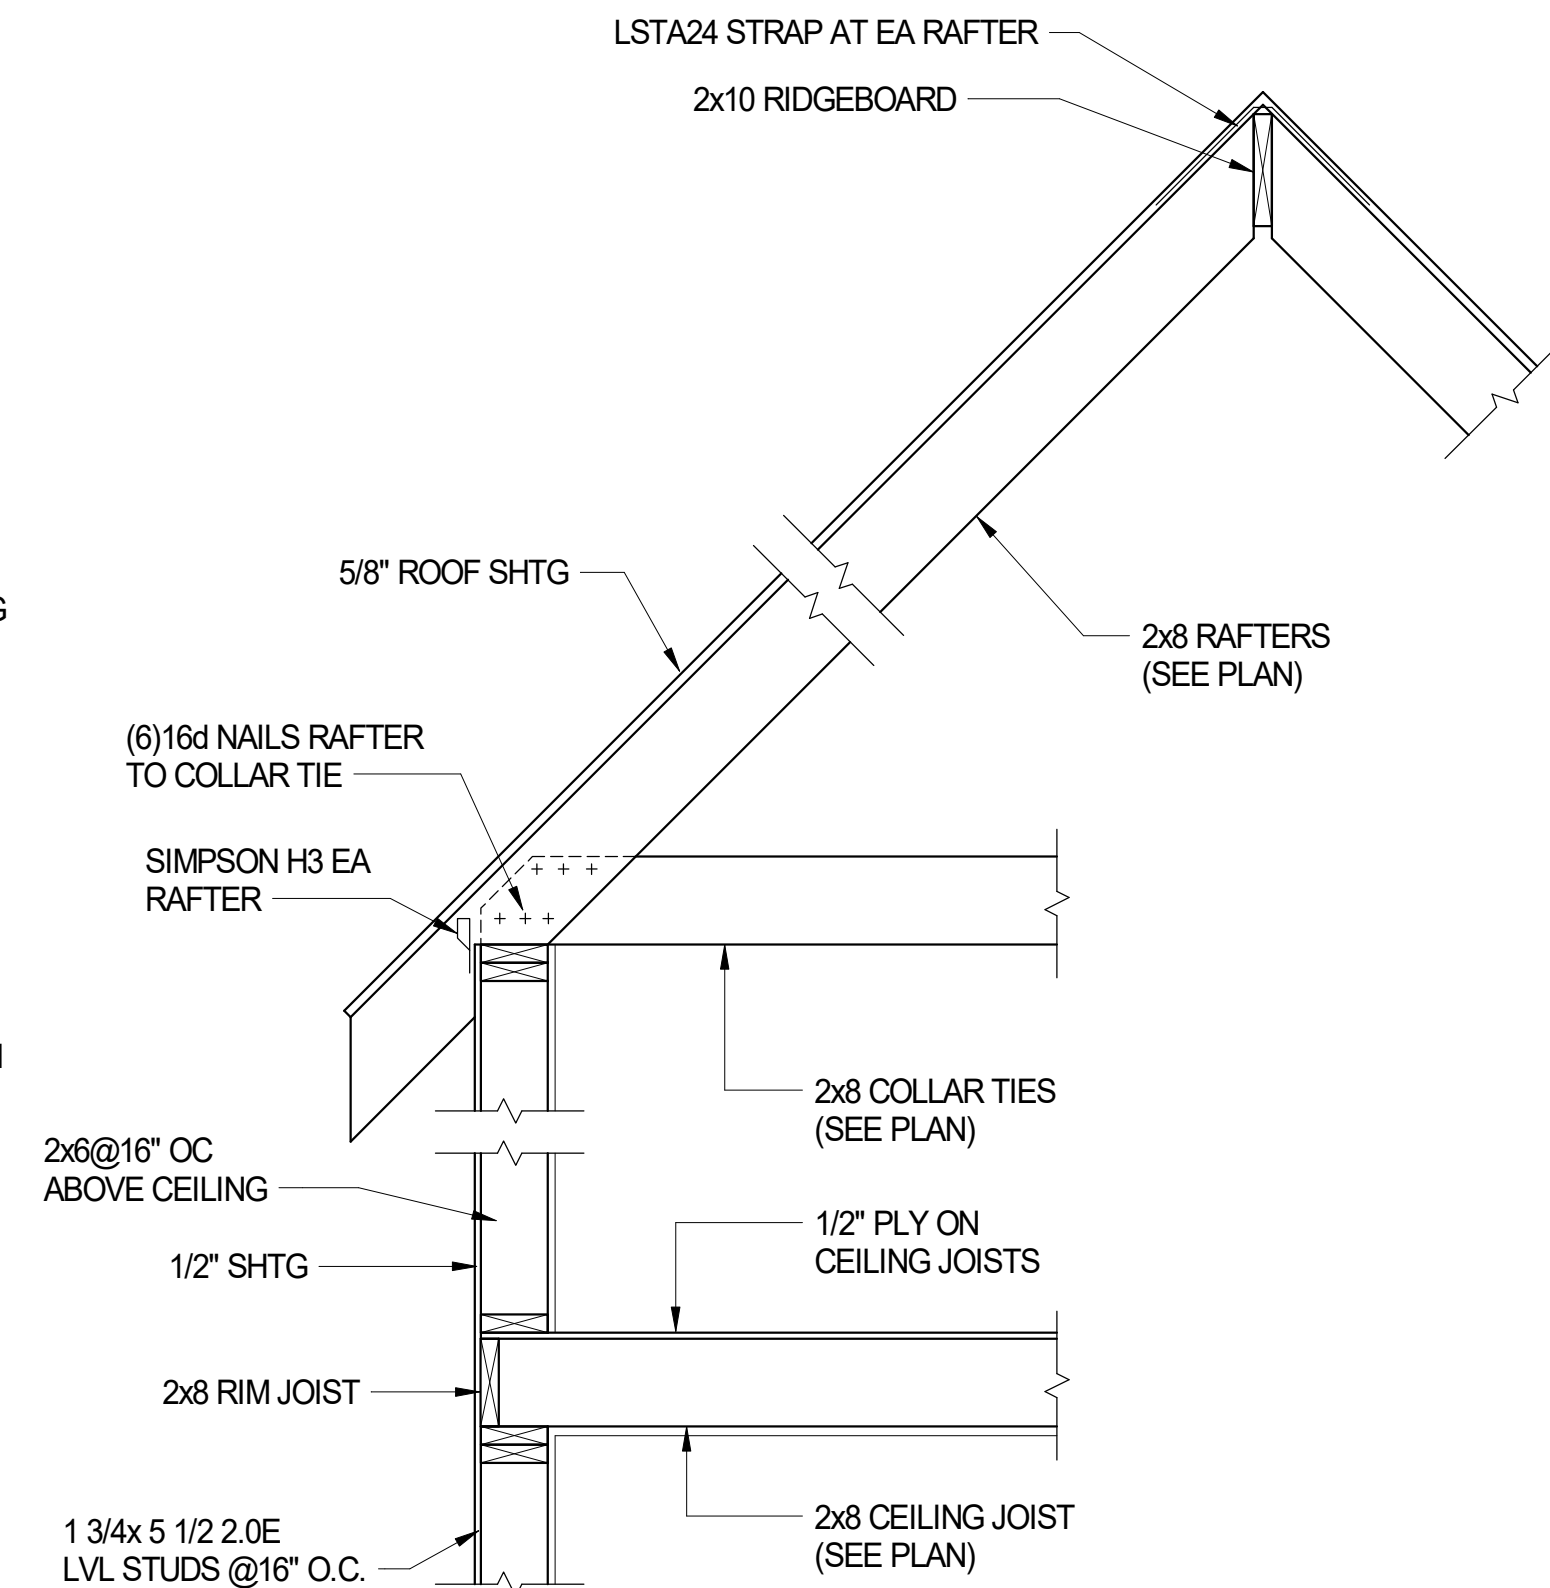 LSTA24 STRAP AT EA RAFTER
2x10 RIDGEBOARD
5/8" ROOF SHTG
G
2x8 RAFTERS
(SEE PLAN)
(6)16d NAILS RAFTER
TO COLLAR TIE
SIMPSON H3 EA
RAFTER
2x8 COLLAR TIES
(SEE PLAN)
2x6@16" OC
ABOVE CEILING
1/2" PLY ON
CEILING JOISTS
1/2" SHTG
2x8 RIM JOIST
2x8 CEILING JOIST
(SEE PLAN)
1 3/4x 5 1/2 2.0E
LVL STUDS @16" O.C.